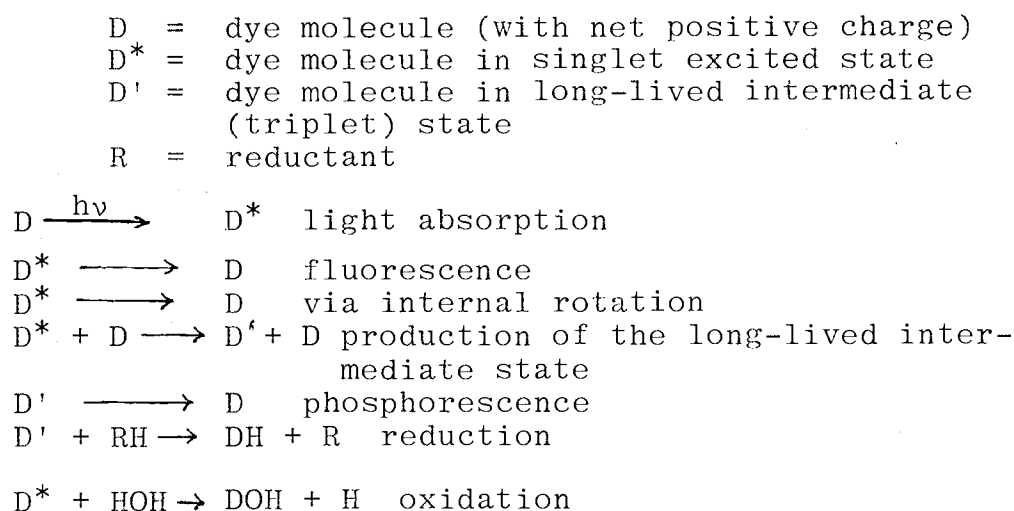 D = dye molecule (with net positive charge)
D* = dye molecule in singlet excited state
D' = dye molecule in long-lived intermediate
(triplet) state
R = reductant
D hν→ D* light absorption
D* → D fluorescence
D* → D via internal rotation
D* + D → D' + D production of the long-lived inter-
mediate state
D' → D phosphorescence
D' + RH → DH + R reduction
D* + HOH → DOH + H oxidation